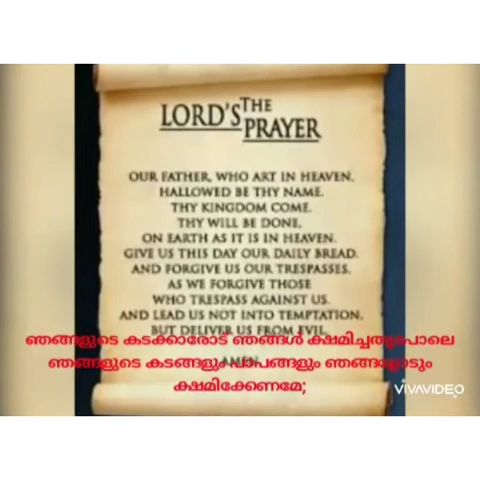 THE
LORD'S
PRAYER
OUR FATHER, WHO ART IN HEAVEN,
HALLOWED BE THY NAME.
THY KINGDOM COME.
THY WILL BE DONE,
ON EARTH AS IT IS IN HEAVEN.
GIVE US THIS DAY OUR DAILY BREAD.
AND FORGIVE US OUR TRESPASSES.
AS WE FORGIVE THOSE
WHO TRESPASS AGAINST US.
AND LEAD US NOT INTO TEMPTATION.
BUT DELIVER US FROM EVIL.
AMEN
ഞങ്ങളുടെ കടക്കാരോട് ഞങ്ങൾ ക്ഷമിച്ചതുപോലെ
ഞങ്ങളുടെ കടങ്ങളും പാപങ്ങളും ഞങ്ങളോടും
ക്ഷമിക്കേണമേ;
VIVAVIDEO